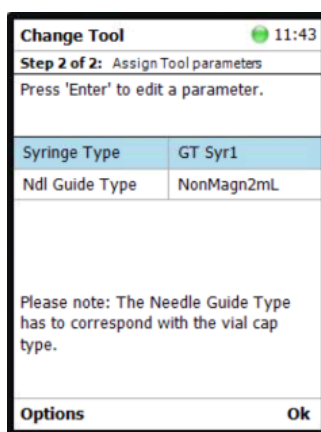 Change Tool 11:43
Step 2 of 2: Assign Tool parameters
Press 'Enter' to edit a parameter.
Syringe Type GT Syr1
Ndl Guide Type NonMagn2mL
Please note: The Needle Guide Type
has to correspond with the vial cap
type.
Options Ok